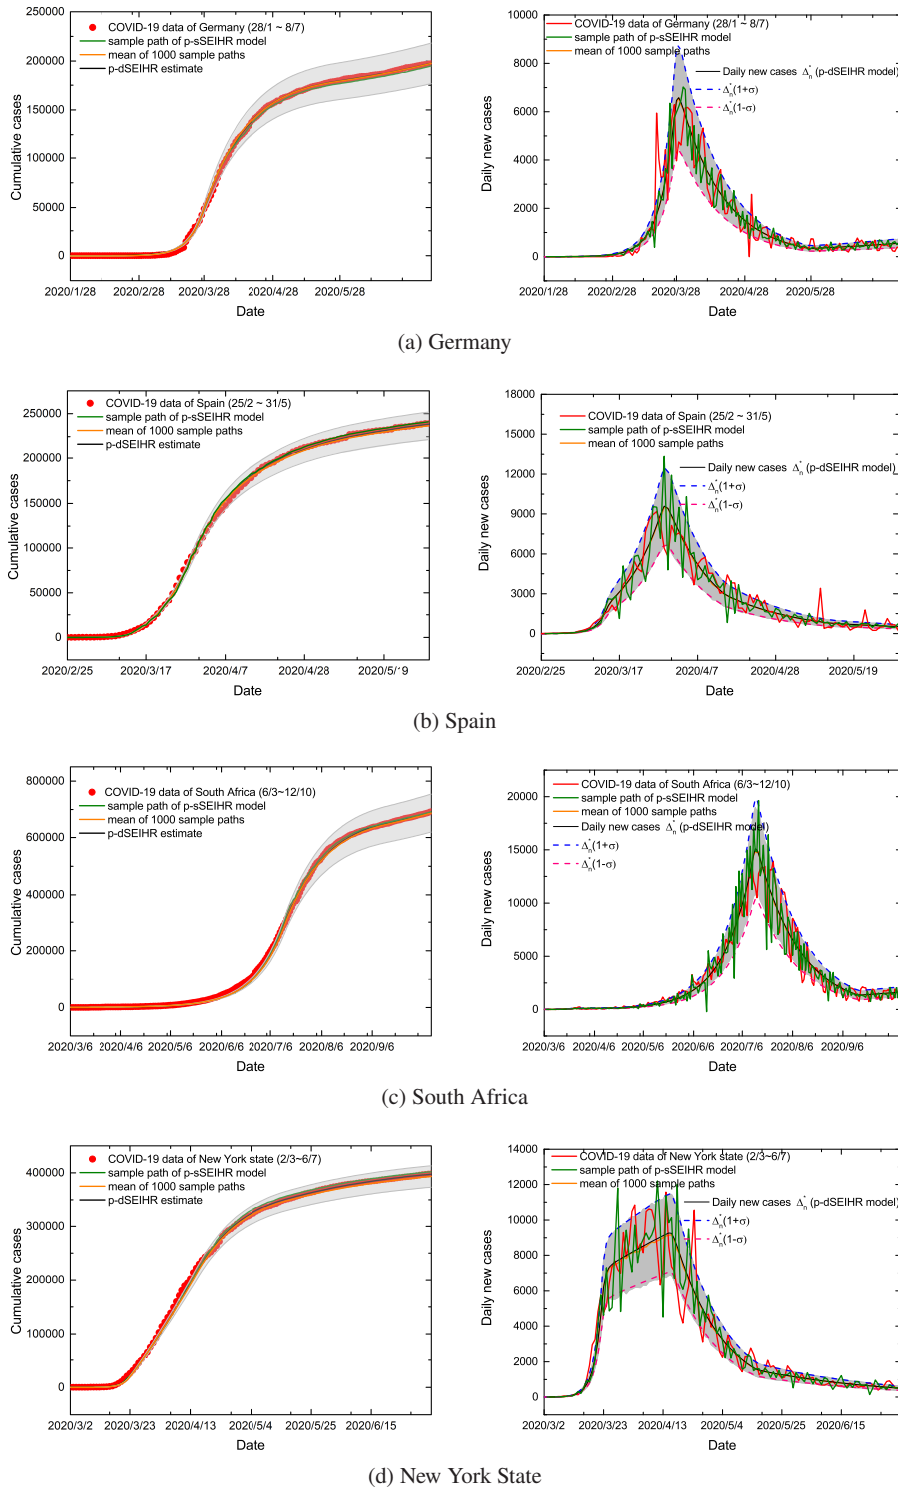 250000
200000
150000
100000
50000
0
Cumulative cases
COVID-19 data of Germany (28/1 ~ 8/7)
sample path of p-sSEIHR model
mean of 1000 sample paths
p-dSEIHR estimate
2020/1/28 2020/2/28 2020/3/28 2020/4/28 2020/5/28
Date
10000
8000
6000
4000
2000
0
Daily new cases
COVID-19 data of Germany (28/1 ~ 8/7)
sample path of p-sSEIHR model
mean of 1000 sample paths
Daily new cases Δ*n (p-dSEIHR model)
Δ*n(1+σ)
Δ*n(1-σ)
2020/1/28 2020/2/28 2020/3/28 2020/4/28 2020/5/28
Date
(a) Germany
250000
200000
150000
100000
50000
0
Cumulative cases
COVID-19 data of Spain (25/2 ~ 31/5)
sample path of p-sSEIHR model
mean of 1000 sample paths
p-dSEIHR estimate
2020/2/25 2020/3/17 2020/4/7 2020/4/28 2020/5/19
Date
18000
15000
12000
9000
6000
3000
0
Daily new cases
COVID-19 data of Spain (25/2 ~ 31/5)
sample path of p-sSEIHR model
mean of 1000 sample paths
Daily new cases Δ*n (p-dSEIHR model)
Δ*n(1+σ)
Δ*n(1-σ)
2020/2/25 2020/3/17 2020/4/7 2020/4/28 2020/5/19
Date
(b) Spain
800000
600000
400000
200000
0
Cumulative cases
COVID-19 data of South Africa (6/3~12/10)
sample path of p-sSEIHR model
mean of 1000 sample paths
p-dSEIHR estimate
2020/3/6 2020/4/6 2020/5/6 2020/6/6 2020/7/6 2020/8/6 2020/9/6
Date
20000
15000
10000
5000
0
Daily new cases
COVID-19 data of South Africa (6/3~12/10)
sample path of p-sSEIHR model
mean of 1000 sample paths
Daily new cases Δ*n (p-dSEIHR model)
Δ*n(1+σ)
Δ*n(1-σ)
2020/3/6 2020/4/6 2020/5/6 2020/6/6 2020/7/6 2020/8/6 2020/9/6
Date
(c) South Africa
400000
300000
200000
100000
0
Cumulative cases
COVID-19 data of New York state (2/3~6/7)
sample path of p-sSEIHR model
mean of 1000 sample paths
p-dSEIHR estimate
2020/3/2 2020/3/23 2020/4/13 2020/5/4 2020/5/25 2020/6/15
Date
14000
12000
10000
8000
6000
4000
2000
0
Daily new cases
COVID-19 data of New York state (2/3~6/7)
sample path of p-sSEIHR model
mean of 1000 sample paths
Daily new cases Δ*n (p-dSEIHR model)
Δ*n(1+σ)
Δ*n(1-σ)
2020/3/2 2020/3/23 2020/4/13 2020/5/4 2020/5/25 2020/6/15
Date
(d) New York State